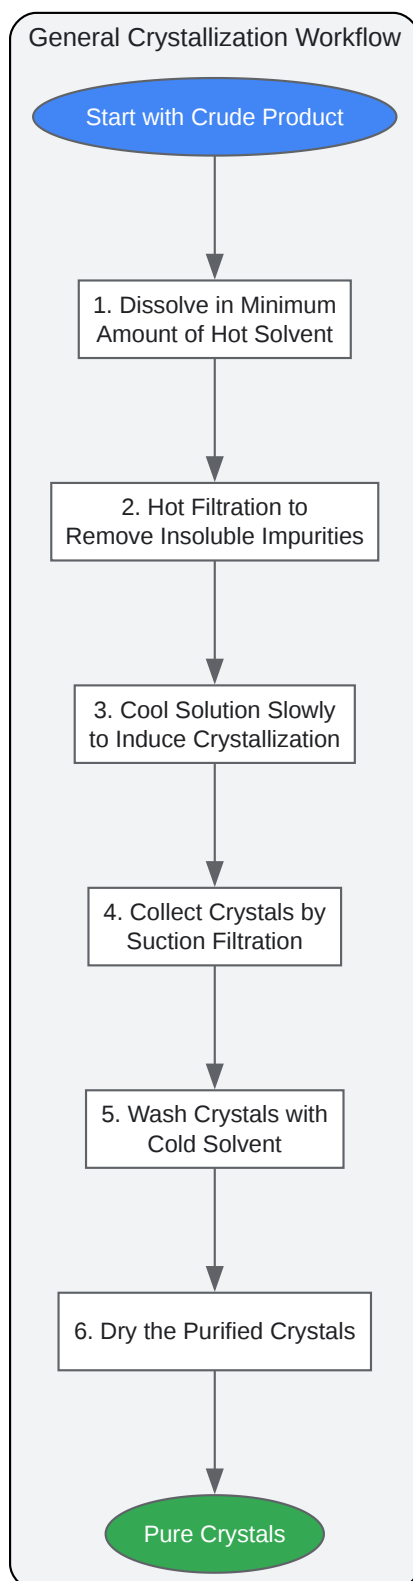 General Crystallization Workflow
Start with Crude Product
1. Dissolve in Minimum
Amount of Hot Solvent
2. Hot Filtration to
Remove Insoluble Impurities
3. Cool Solution Slowly
to Induce Crystallization
4. Collect Crystals by
Suction Filtration
5. Wash Crystals with
Cold Solvent
6. Dry the Purified Crystals
Pure Crystals